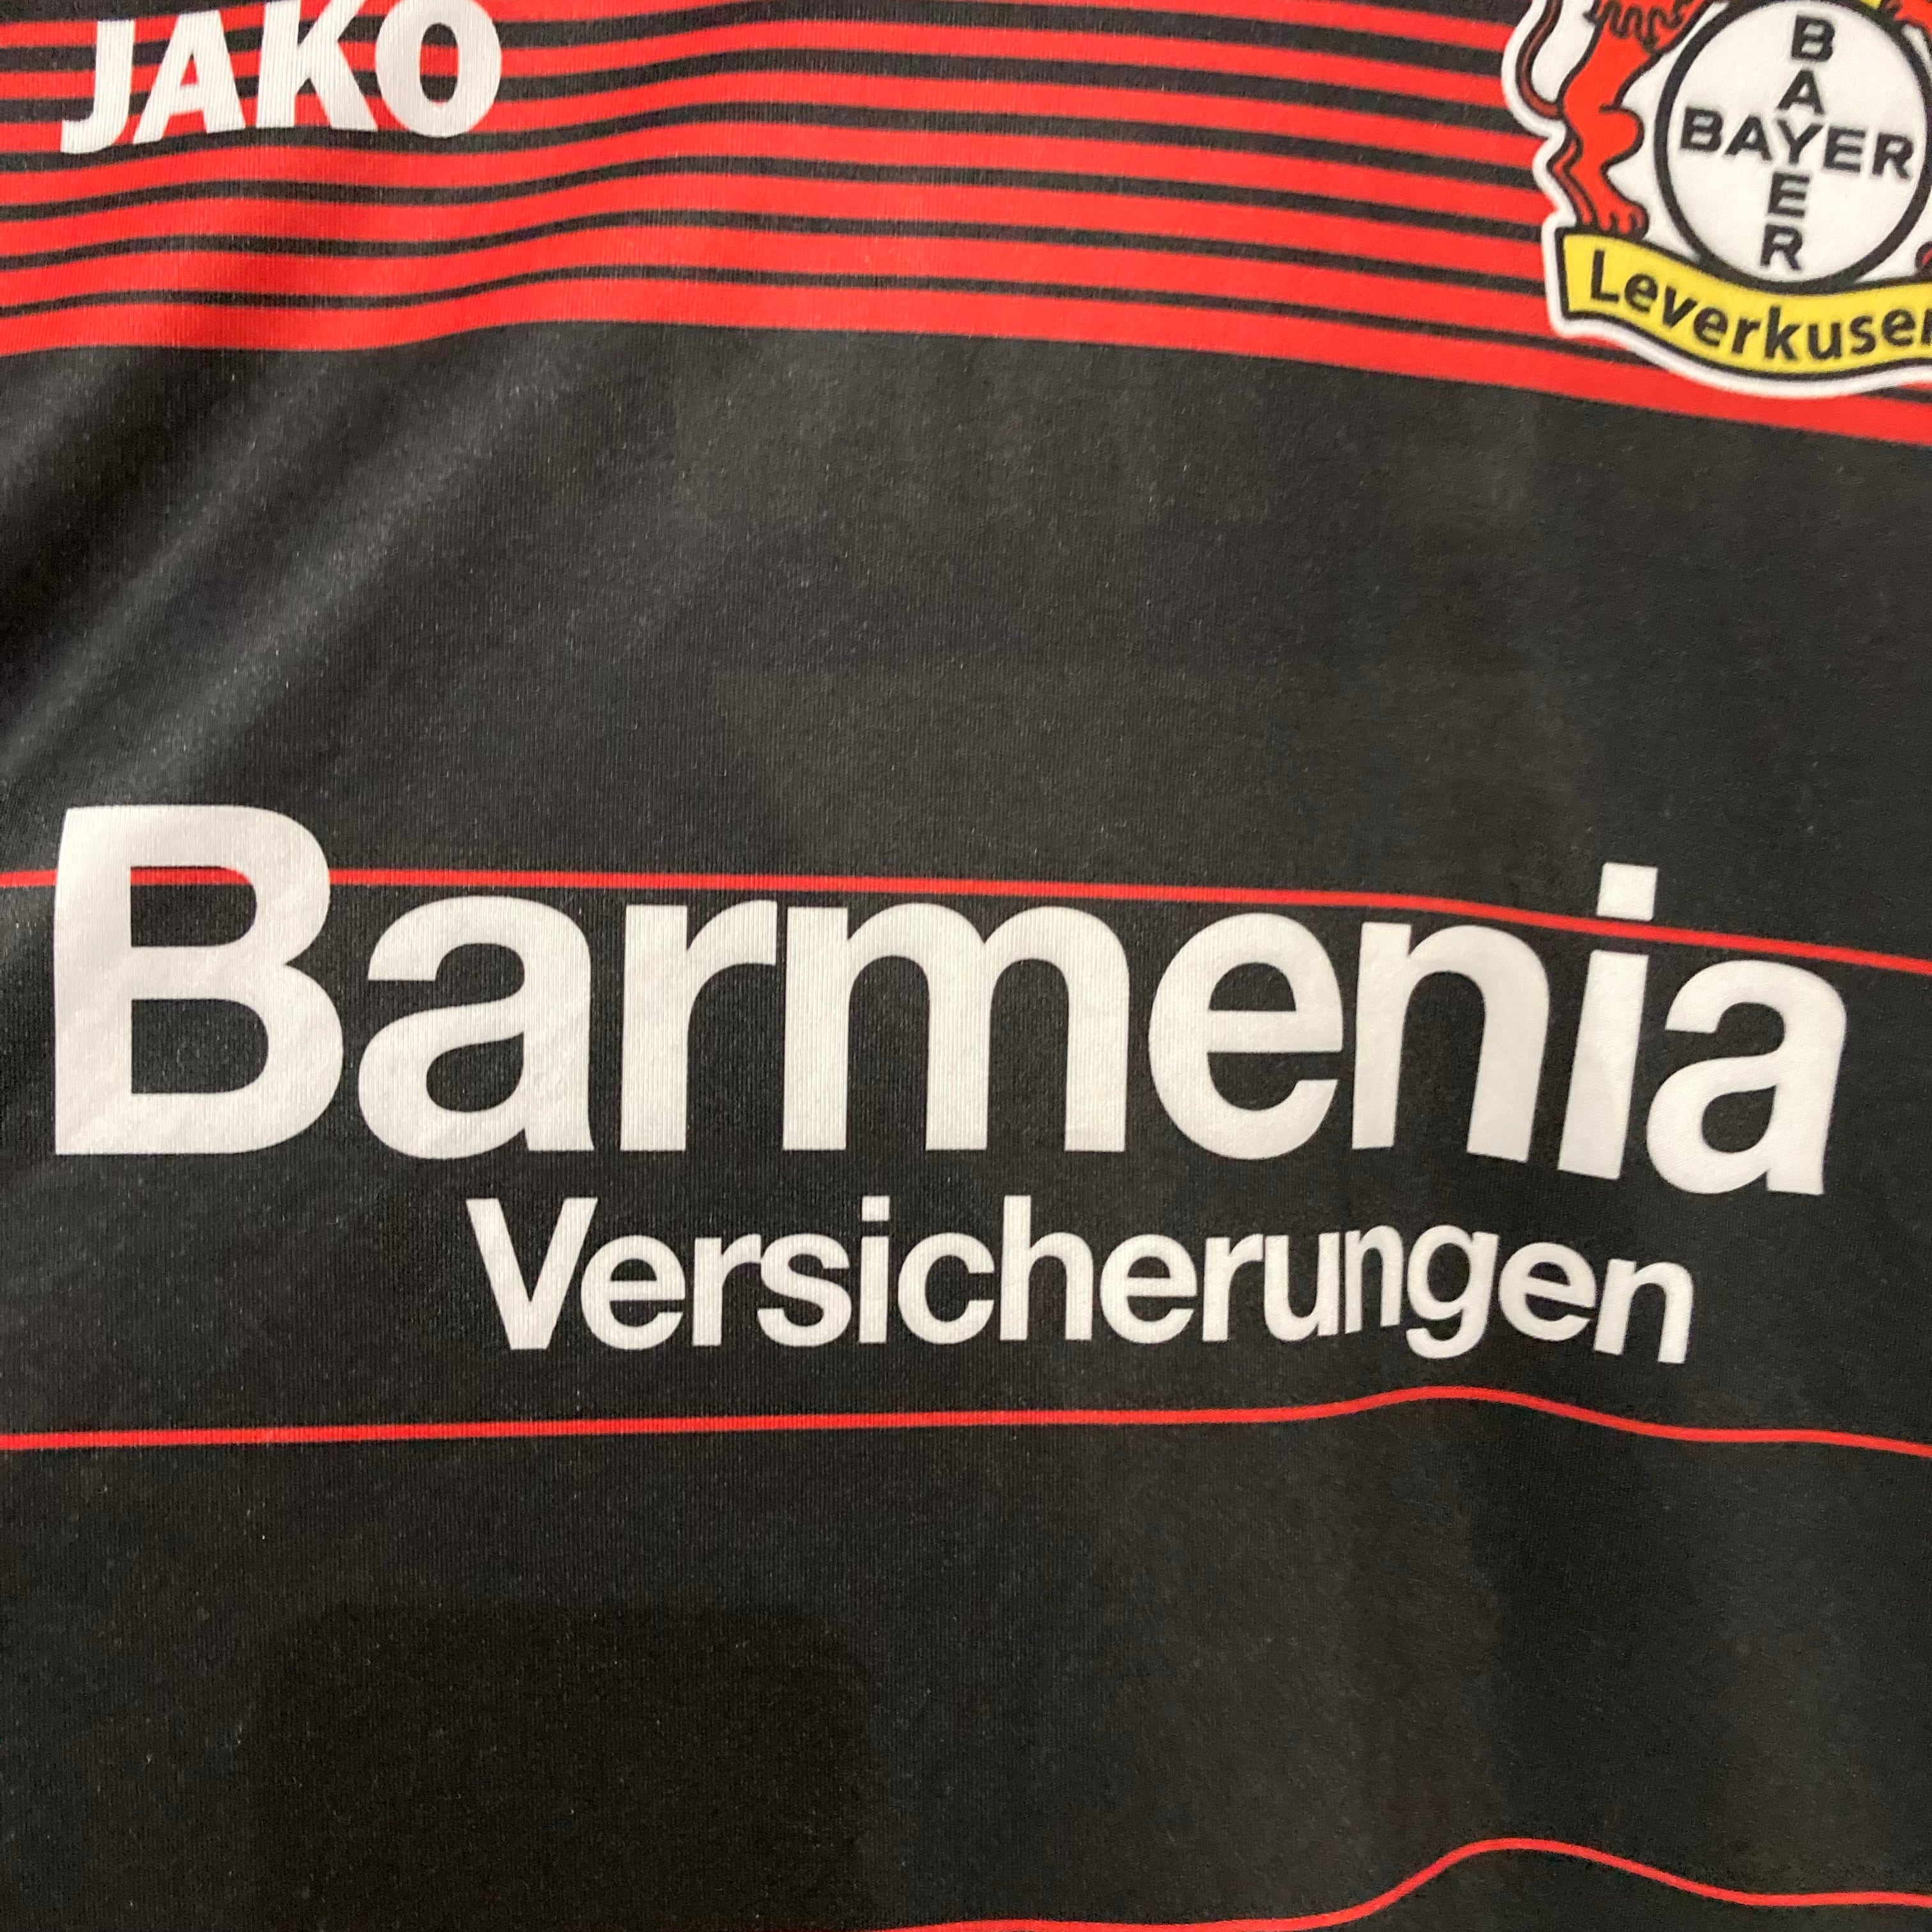 JAKO
BAYER
BAYER
Leverkusen
Barmenia
Versicherungen